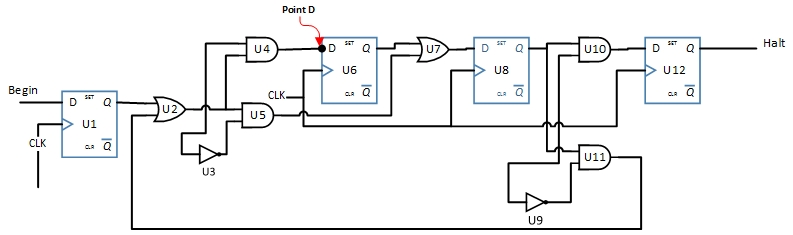 Point D
U4
D SET Q
U6
CLR Q
U7
D SET Q
U8
CLR Q
U10
D SET Q
U12
CLR Q
Halt
Begin
D SET Q
U1
CLR Q
U2
CLK
U5
CLK
U3
U11
U9